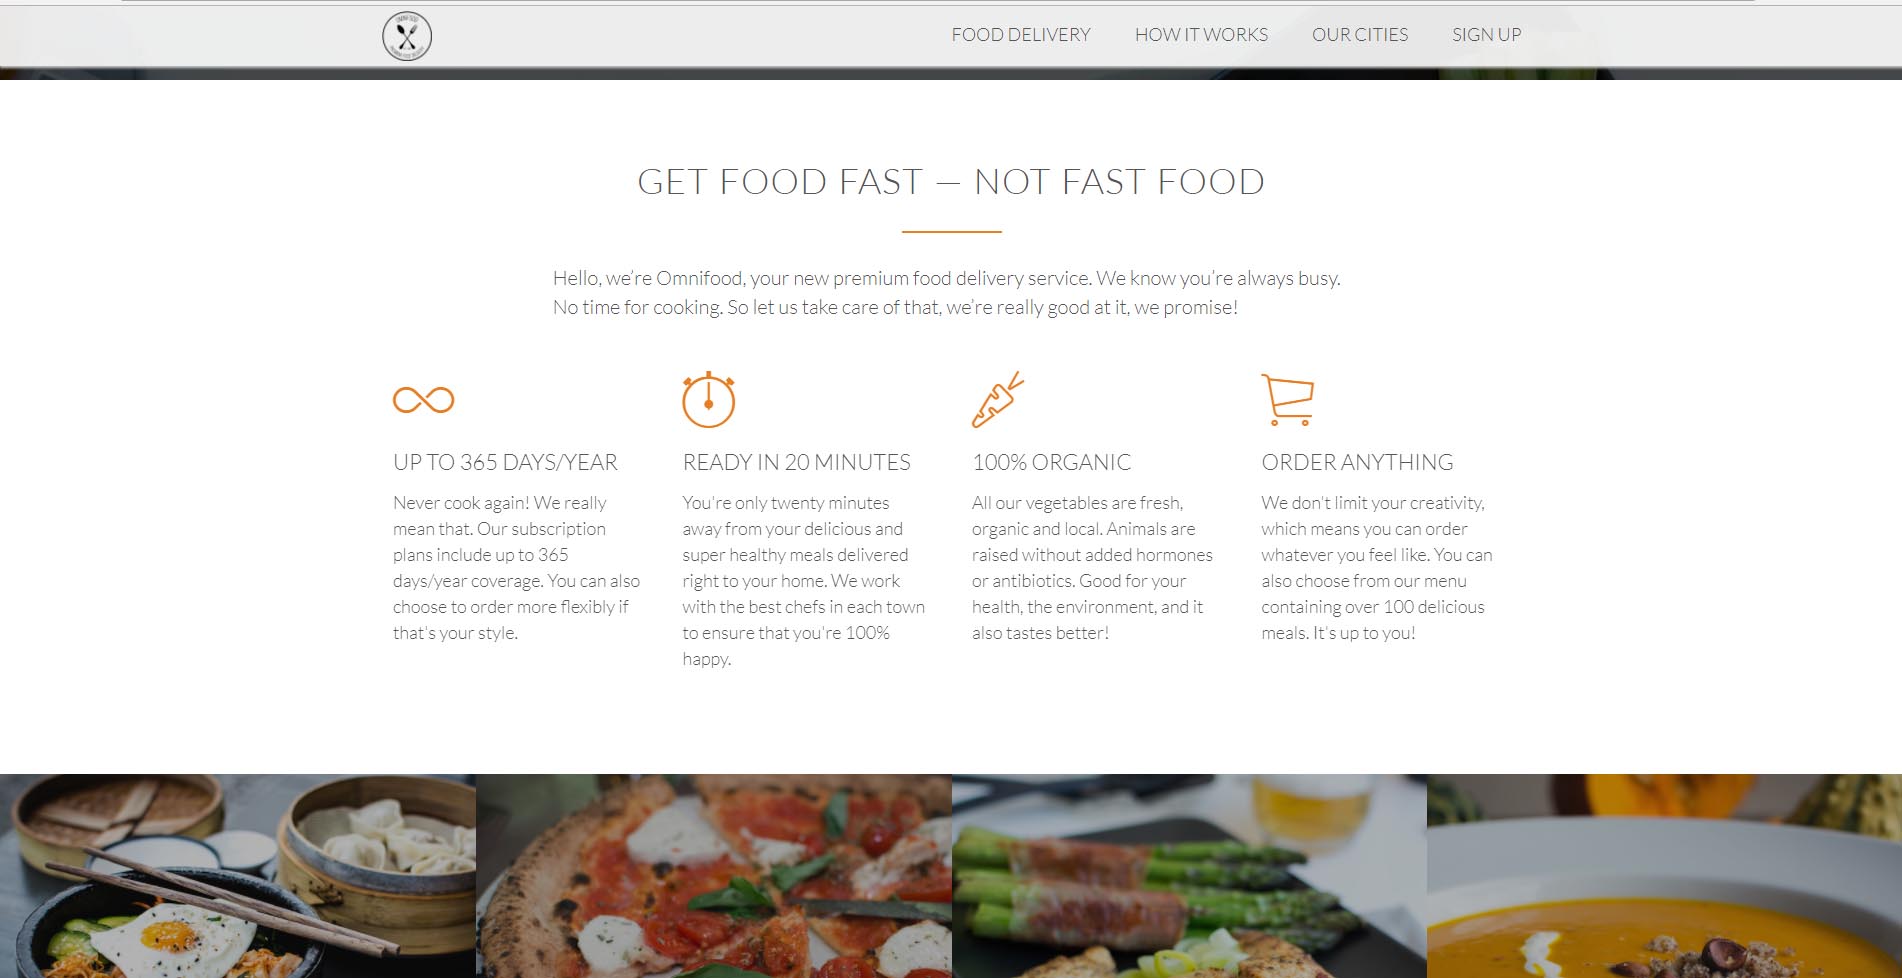 FOOD DELIVERY HOW IT WORKS OUR CITIES SIGN UP
GET FOOD FAST — NOT FAST FOOD
Hello, we’re Omnifood, your new premium food delivery service. We know you’re always busy.
No time for cooking. So let us take care of that, we’re really good at it, we promise!
UP TO 365 DAYS/YEAR
Never cook again! We really
mean that. Our subscription
plans include up to 365
days/year coverage. You can also
choose to order more flexibly if
that's your style.
READY IN 20 MINUTES
You're only twenty minutes
away from your delicious and
super healthy meals delivered
right to your home. We work
with the best chefs in each town
to ensure that you're 100%
happy.
100% ORGANIC
All our vegetables are fresh,
organic and local. Animals are
raised without added hormones
or antibiotics. Good for your
health, the environment, and it
also tastes better!
ORDER ANYTHING
We don't limit your creativity,
which means you can order
whatever you feel like. You can
also choose from our menu
containing over 100 delicious
meals. It's up to you!